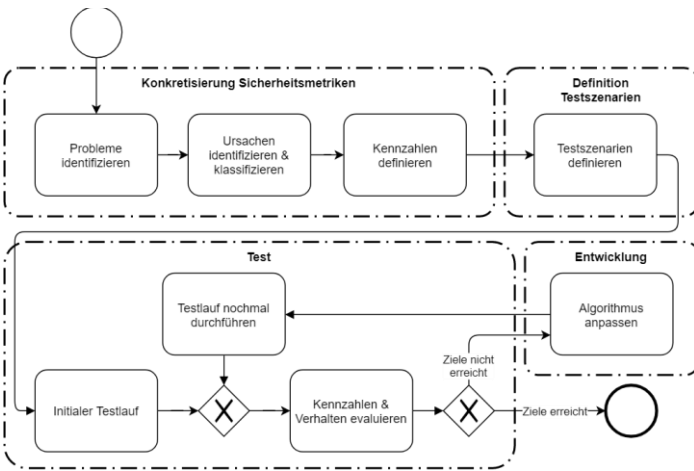 Konkretisierung Sicherheitsmetriken
Definition
Testszenarien
Probleme
identifizieren
Ursachen
identifizieren &
klassifizieren
Kennzahlen
definieren
Testszenarien
definieren
Test
Entwicklung
Testlauf nochmal
durchführen
Algorithmus
anpassen
Ziele nicht
erreicht
Initialer Testlauf
Kennzahlen &
Verhalten evaluieren
Ziele erreicht